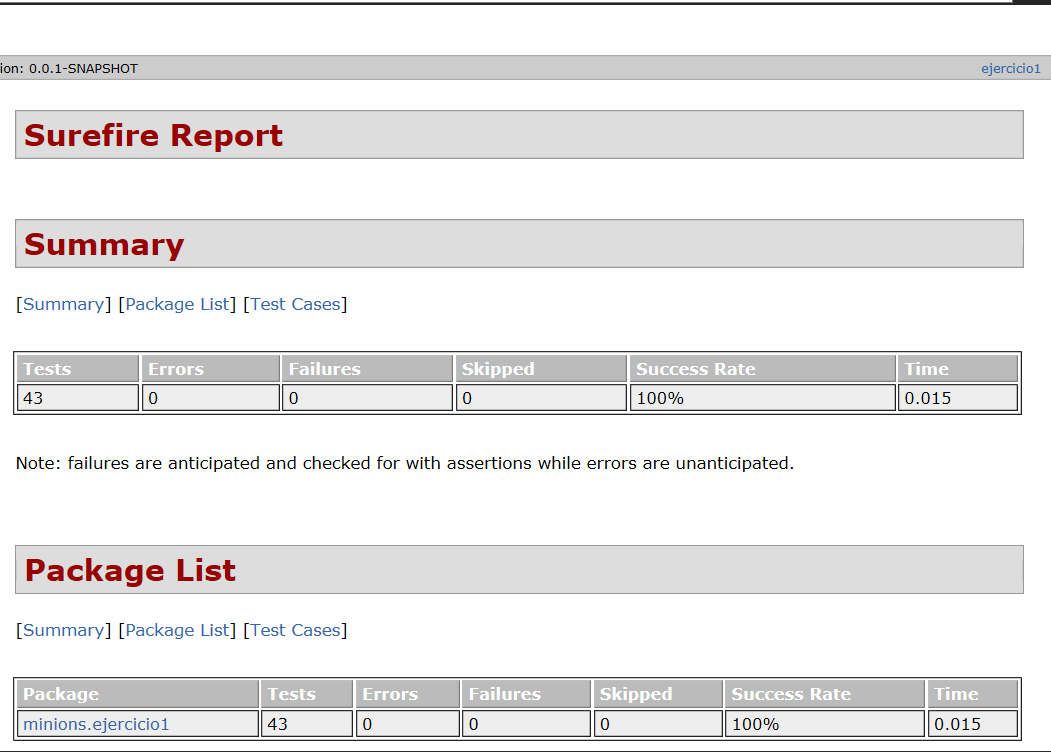 ion: 0.0.1-SNAPSHOT ejercicio1
Surefire Report
Summary
[Summary] [Package List] [Test Cases]
Tests Errors Failures Skipped Success Rate Time
43 0 0 0 100% 0.015
Note: failures are anticipated and checked for with assertions while errors are unanticipated.
Package List
[Summary] [Package List] [Test Cases]
Package Tests Errors Failures Skipped Success Rate Time
minions.ejercicio1 43 0 0 0 100% 0.015